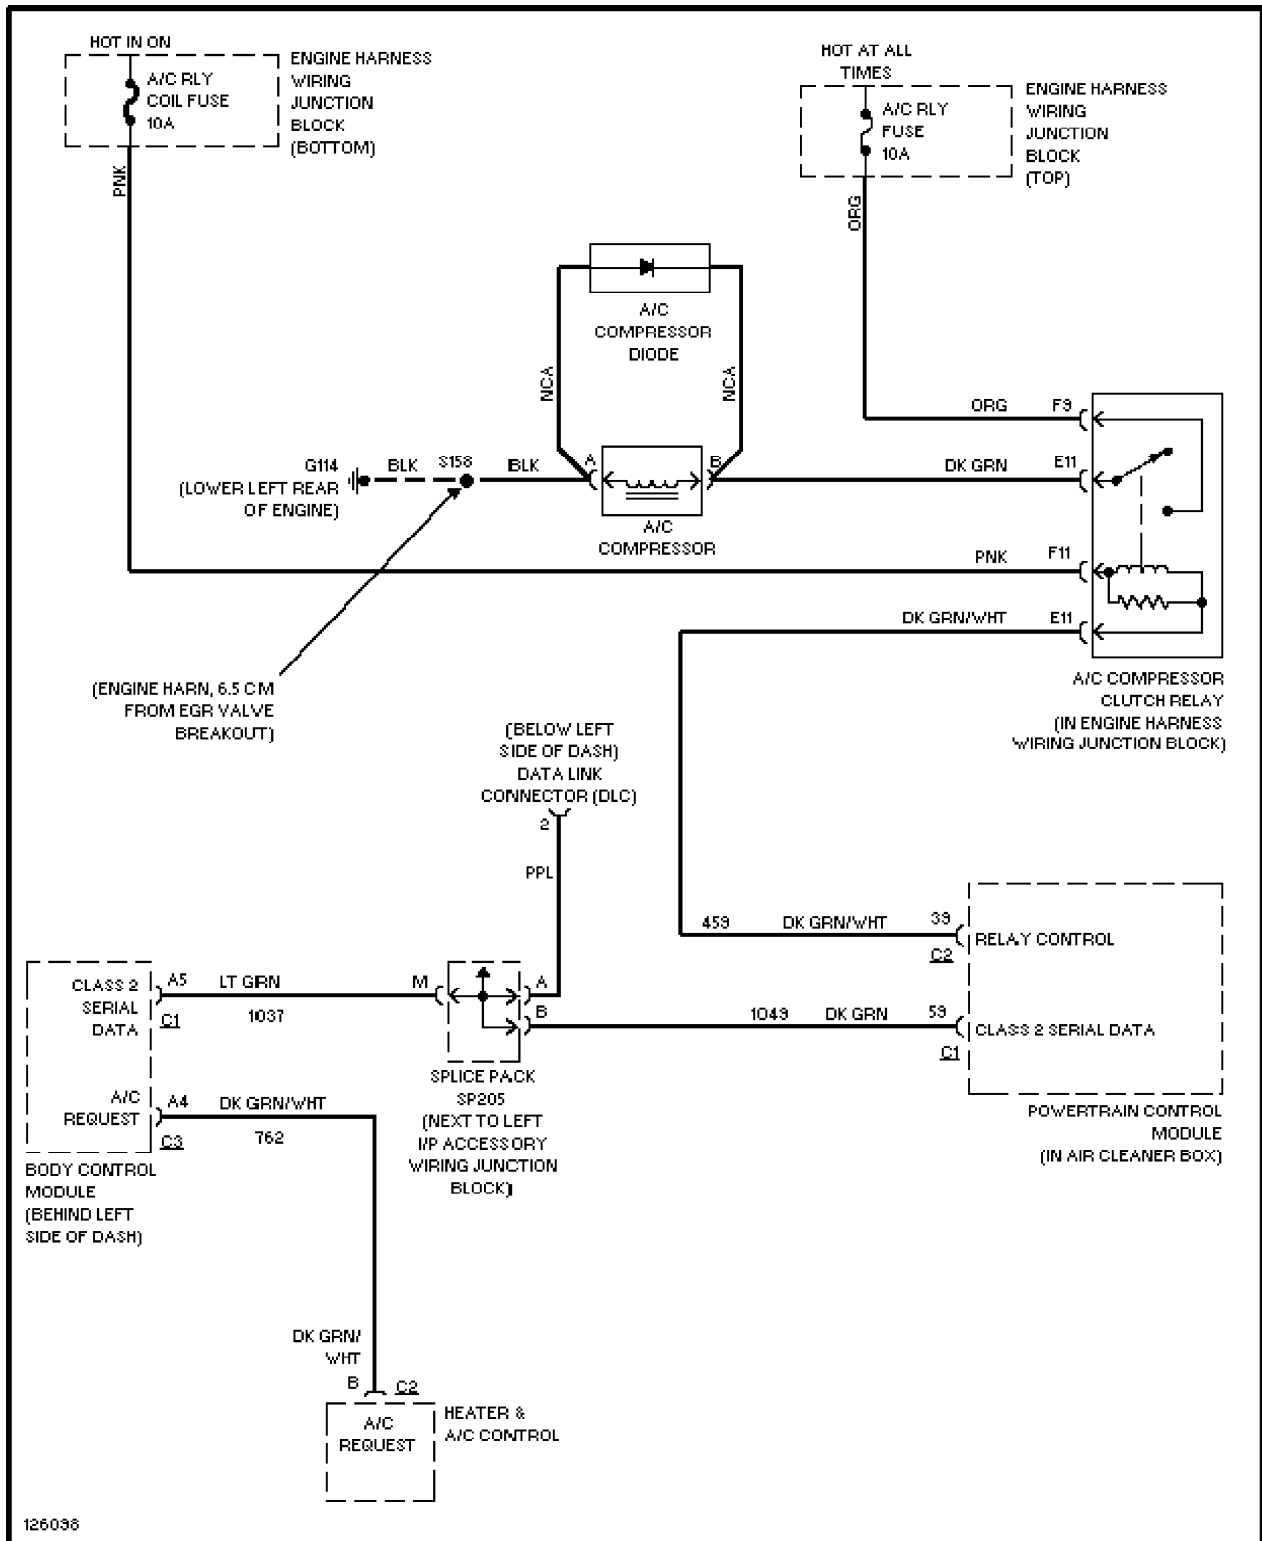 HOT IN ON
A/C RLY
COIL FUSE
10A
ENGINE HARNESS
WIRING
JUNCTION
BLOCK
(BOTTOM)
PNK
HOT AT ALL
TIMES
A/C RLY
FUSE
10A
ENGINE HARNESS
WIRING
JUNCTION
BLOCK
(TOP)
ORG
A/C
COMPRESSOR
DIODE
NCA
NCA
ORG F9
G114
(LOWER LEFT REAR
OF ENGINE)
BLK S158 BLK
A
B
DK GRN E11
A/C
COMPRESSOR
PNK F11
DK GRN/WHT E11
A/C COMPRESSOR
CLUTCH RELAY
(IN ENGINE HARNESS
WIRING JUNCTION BLOCK)
(ENGINE HARN, 6.5 CM
FROM EGR VALVE
BREAKOUT)
(BELOW LEFT
SIDE OF DASH)
DATA LINK
CONNECTOR (DLC)
2
PPL
459 DK GRN/WHT 39
C2
RELAY CONTROL
CLASS 2
SERIAL
DATA
A5 LT GRN M
C1 1037
A
B
1049 DK GRN 59
C1
CLASS 2 SERIAL DATA
POWERTRAIN CONTROL
MODULE
(IN AIR CLEANER BOX)
SPLICE PACK
SP205
(NEXT TO LEFT
I/P ACCESSORY
WIRING JUNCTION
BLOCK)
A/C
REQUEST
A4 DK GRN/WHT
C3 762
BODY CONTROL
MODULE
(BEHIND LEFT
SIDE OF DASH)
DK GRN/
WHT
B C2
A/C
REQUEST
HEATER &
A/C CONTROL
126098